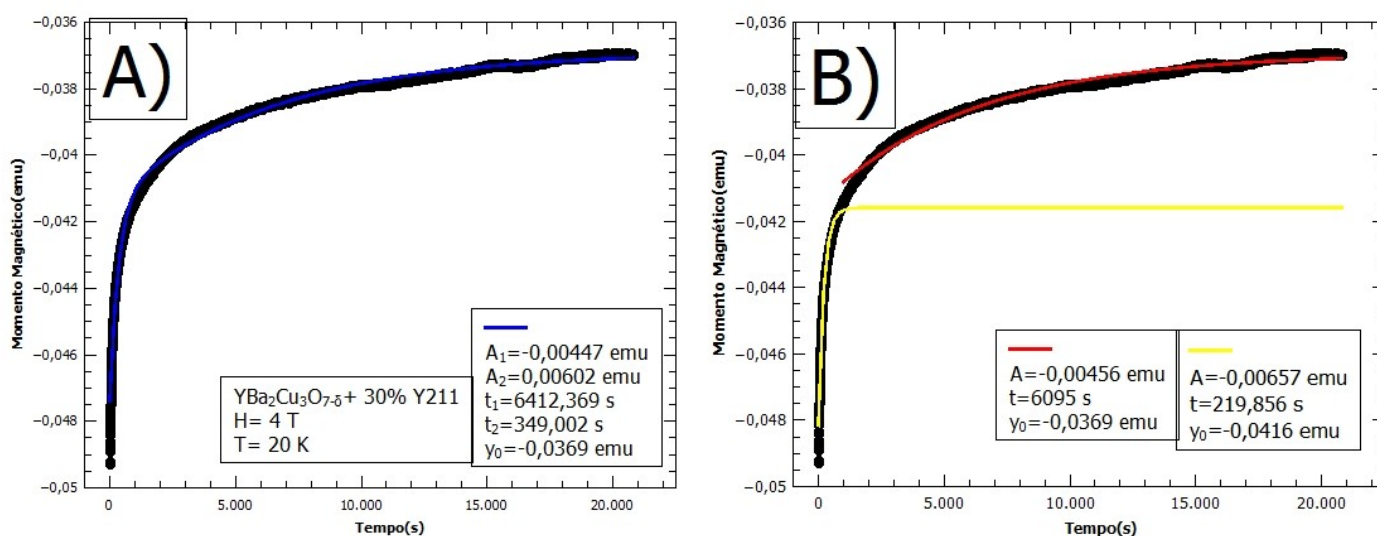 A)
Momento Magnético(emu)
−0,036
−0,038
−0,04
−0,042
−0,044
−0,046
−0,048
−0,05
YBa₂Cu₃O₇₋δ+ 30% Y211
H= 4 T
T= 20 K
A₁=-0,00447 emu
A₂=0,00602 emu
t₁=6412,369 s
t₂=349,002 s
y₀=-0,0369 emu
0 5.000 10.000 15.000 20.000
Tempo(s)
B)
Momento Magnético(emu)
−0,036
−0,038
−0,04
−0,042
−0,044
−0,046
−0,048
−0,05
A=-0,00456 emu
t=6095 s
y₀=-0,0369 emu
A=-0,00657 emu
t=219,856 s
y₀=-0,0416 emu
0 5.000 10.000 15.000 20.000
Tempo(s)